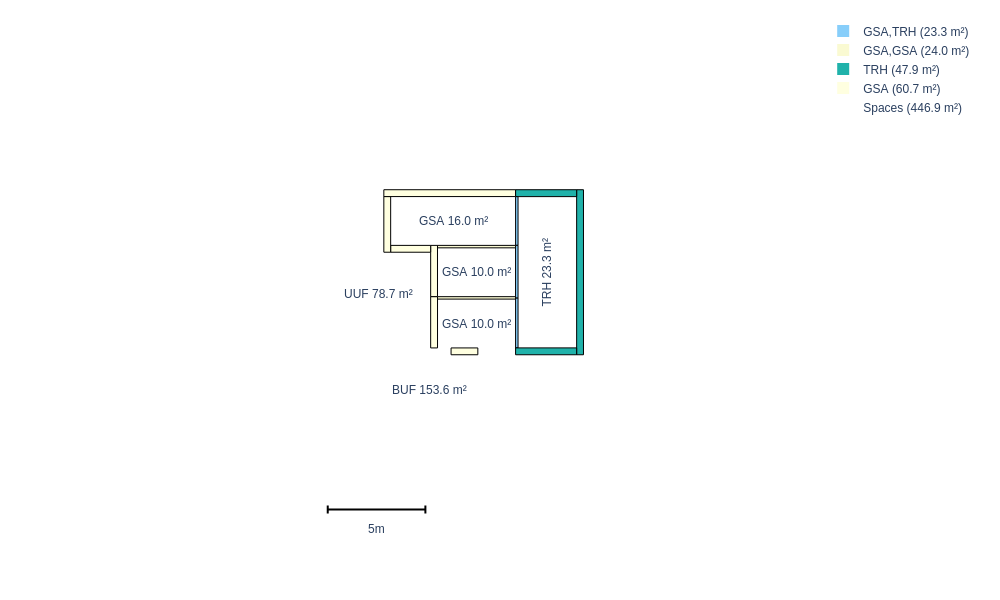 GSA,TRH (23.3 m²)
GSA,GSA (24.0 m²)
TRH (47.9 m²)
GSA (60.7 m²)
Spaces (446.9 m²)
GSA 16.0 m²
TRH 23.3 m²
GSA 10.0 m²
UUF 78.7 m²
GSA 10.0 m²
BUF 153.6 m²
5m